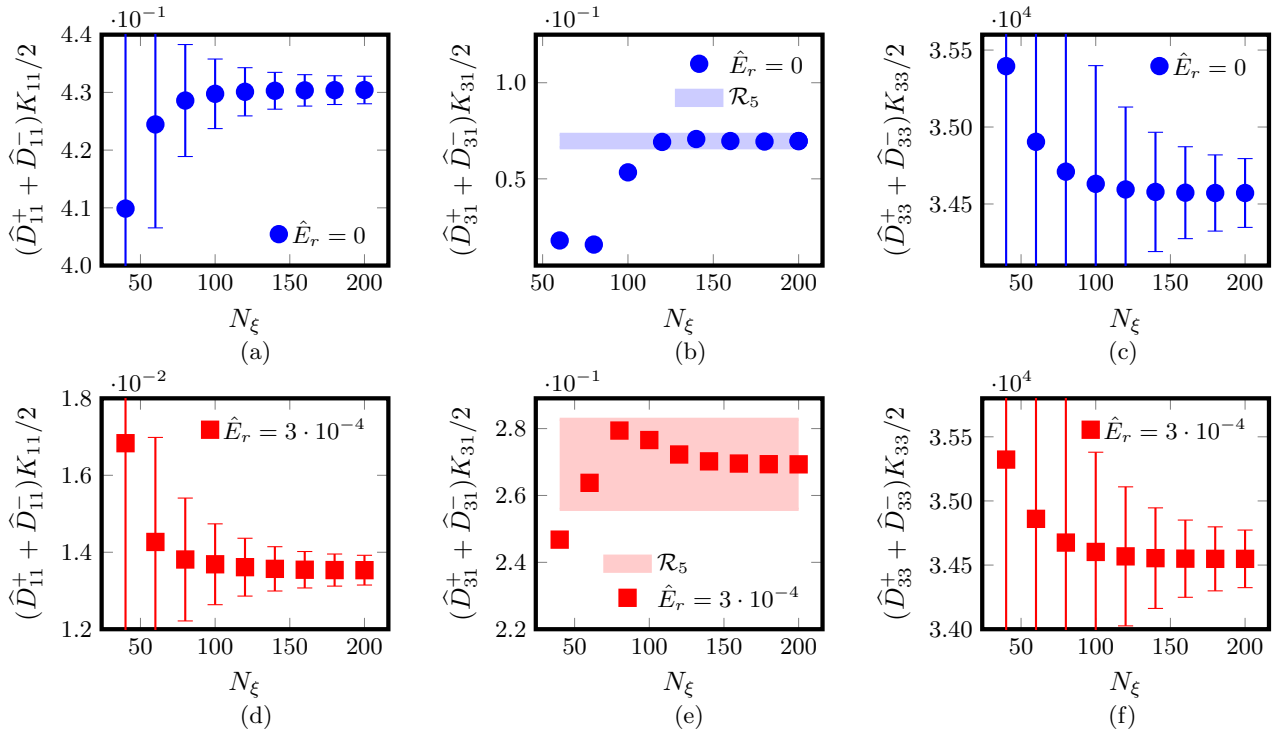 ·10⁻¹
4.4
4.3
4.2
4.1
4.0
50 100 150 200
(D̂₁₁⁺ + D̂₁₁⁻)K₁₁/2
Ê_r = 0
N_ξ
(a)
·10⁻¹
1.0
0.5
50 100 150 200
(D̂₃₁⁺ + D̂₃₁⁻)K₃₁/2
Ê_r = 0
ℛ₅
N_ξ
(b)
·10⁴
3.55
3.50
3.45
50 100 150 200
(D̂₃₃⁺ + D̂₃₃⁻)K₃₃/2
Ê_r = 0
N_ξ
(c)
·10⁻²
1.8
1.6
1.4
1.2
50 100 150 200
(D̂₁₁⁺ + D̂₁₁⁻)K₁₁/2
Ê_r = 3 · 10⁻⁴
N_ξ
(d)
·10⁻¹
2.8
2.6
2.4
2.2
50 100 150 200
(D̂₃₁⁺ + D̂₃₁⁻)K₃₁/2
ℛ₅
Ê_r = 3 · 10⁻⁴
N_ξ
(e)
·10⁴
3.55
3.50
3.45
3.40
50 100 150 200
(D̂₃₃⁺ + D̂₃₃⁻)K₃₃/2
Ê_r = 3 · 10⁻⁴
N_ξ
(f)